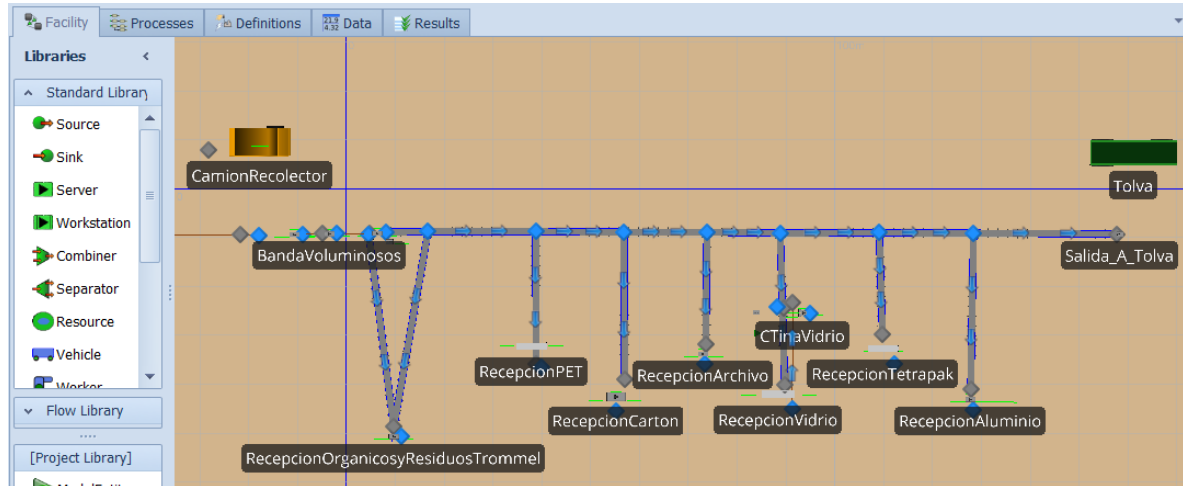 Facility
Processes
Definitions
Data
Results
Libraries
Standard Library
Source
Sink
Server
Workstation
Combiner
Separator
Resource
Vehicle
Worker
Flow Library
[Project Library]
CamionRecolector
Tolva
BandaVoluminosos
Salida_A_Tolva
CTinaVidrio
RecepcionPET
RecepcionArchivo
RecepcionTetrapak
RecepcionCarton
RecepcionVidrio
RecepcionAluminio
RecepcionOrganicosyResiduosTrommel